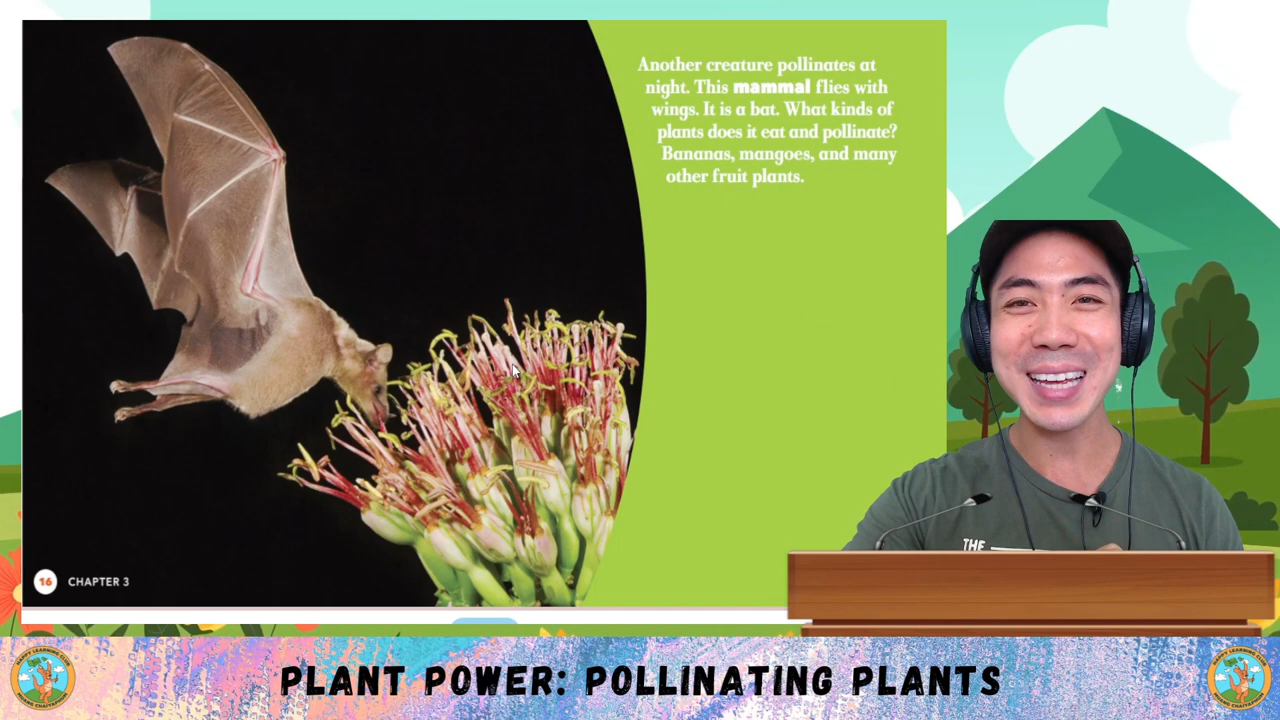 Another creature pollinates at
night. This mammal flies with
wings. It is a bat. What kinds of
plants does it eat and pollinate?
Bananas, mangoes, and many
other fruit plants.
THE
16 CHAPTER 3
PLANT POWER: POLLINATING PLANTS